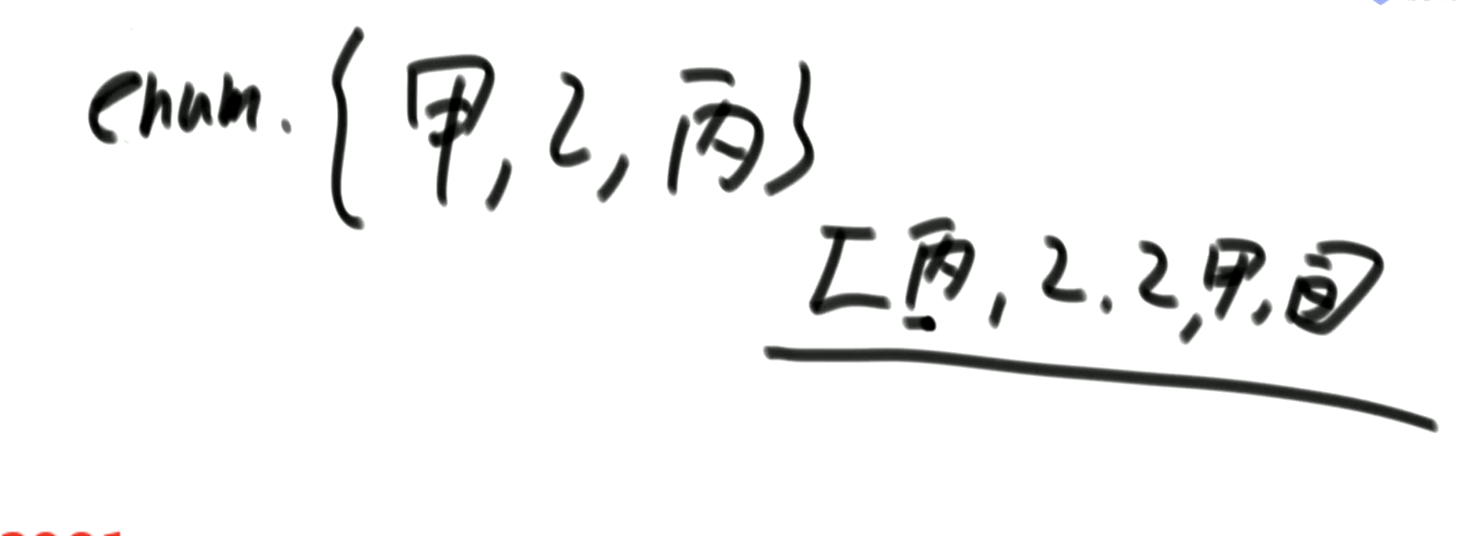 enum. { 甲, 乙, 丙 }
[丙, 乙, 乙, 甲,